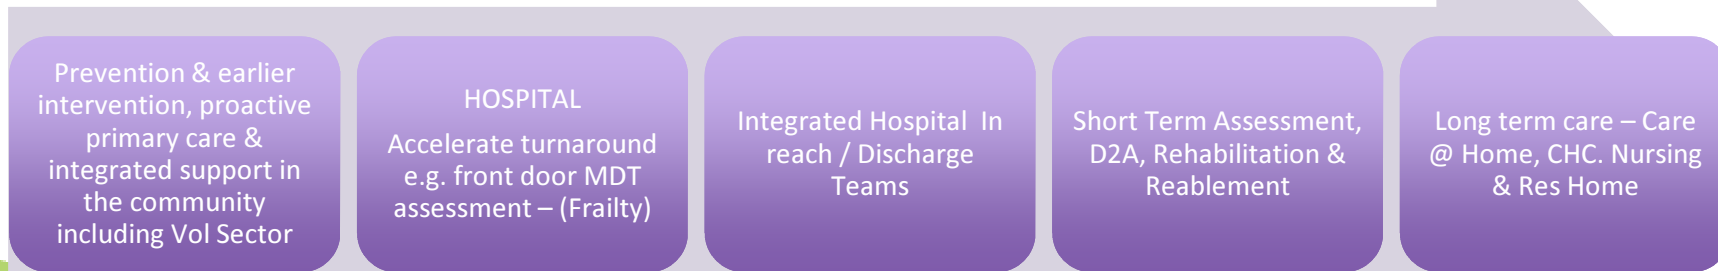 Prevention & earlier
intervention, proactive
primary care &
integrated support in
the community
including Vol Sector
HOSPITAL
Accelerate turnaround
e.g. front door MDT
assessment – (Frailty)
Integrated Hospital In
reach / Discharge
Teams
Short Term Assessment,
D2A, Rehabilitation &
Reablement
Long term care – Care
@ Home, CHC. Nursing
& Res Home